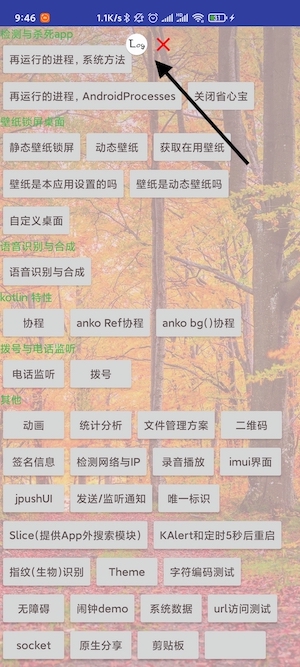 9:46 1.1K/s 31
检测与杀死app
Log
再运行的进程, 系统方法
再运行的进程, AndroidProcesses 关闭省心宝
壁纸锁屏桌面
静态壁纸锁屏 动态壁纸 获取在用壁纸
壁纸是本应用设置的吗 壁纸是动态壁纸吗
自定义桌面
语音识别与合成
语音识别与合成
kotlin 特性
协程 anko Ref协程 anko bg()协程
拨号与电话监听
电话监听 拨号
其他
动画 统计分析 文件管理方案 二维码
签名信息 检测网络与IP 录音播放 imui界面
jpushUI 发送/监听通知 唯一标识
Slice(提供App外搜索模块) KAlert和定时5秒后重启
指纹(生物)识别 Theme 字符编码测试
无障碍 闹钟demo 系统数据 url访问测试
socket 原生分享 剪贴板